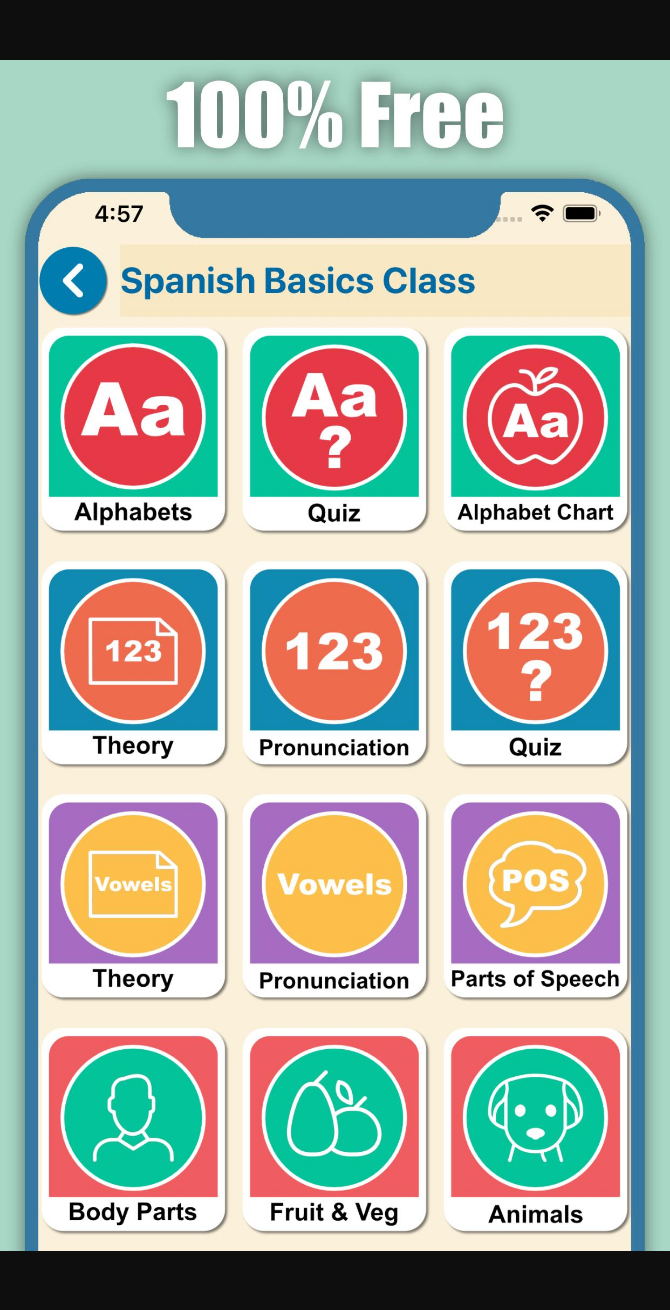 100% Free
4:57
Spanish Basics Class
Aa
Aa
?
Aa
Alphabets
Quiz
Alphabet Chart
123
123
123
?
Theory
Pronunciation
Quiz
Vowels
Vowels
POS
Theory
Pronunciation
Parts of Speech
Body Parts
Fruit & Veg
Animals